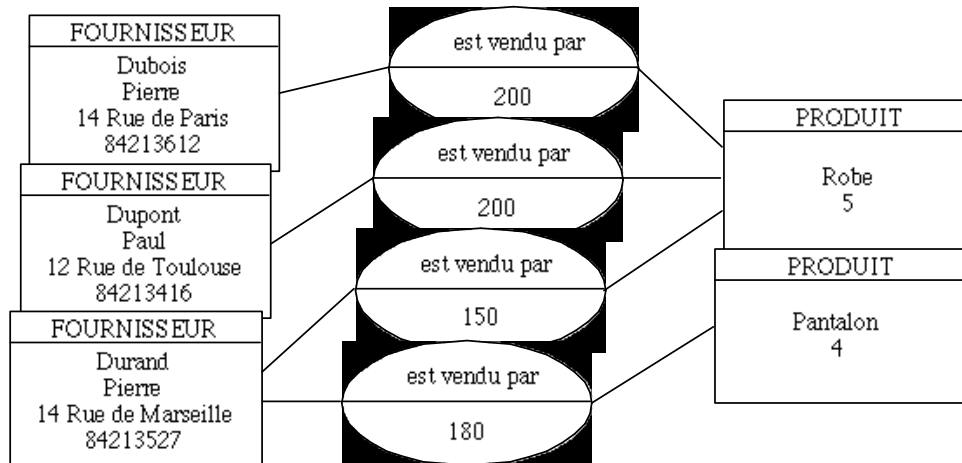 FOURNISSEUR
Dubois
Pierre
14 Rue de Paris
84213612
FOURNISSEUR
Dupont
Paul
12 Rue de Toulouse
84213416
FOURNISSEUR
Durand
Pierre
14 Rue de Marseille
84213527
est vendu par
200
est vendu par
200
est vendu par
150
est vendu par
180
PRODUIT
Robe
5
PRODUIT
Pantalon
4